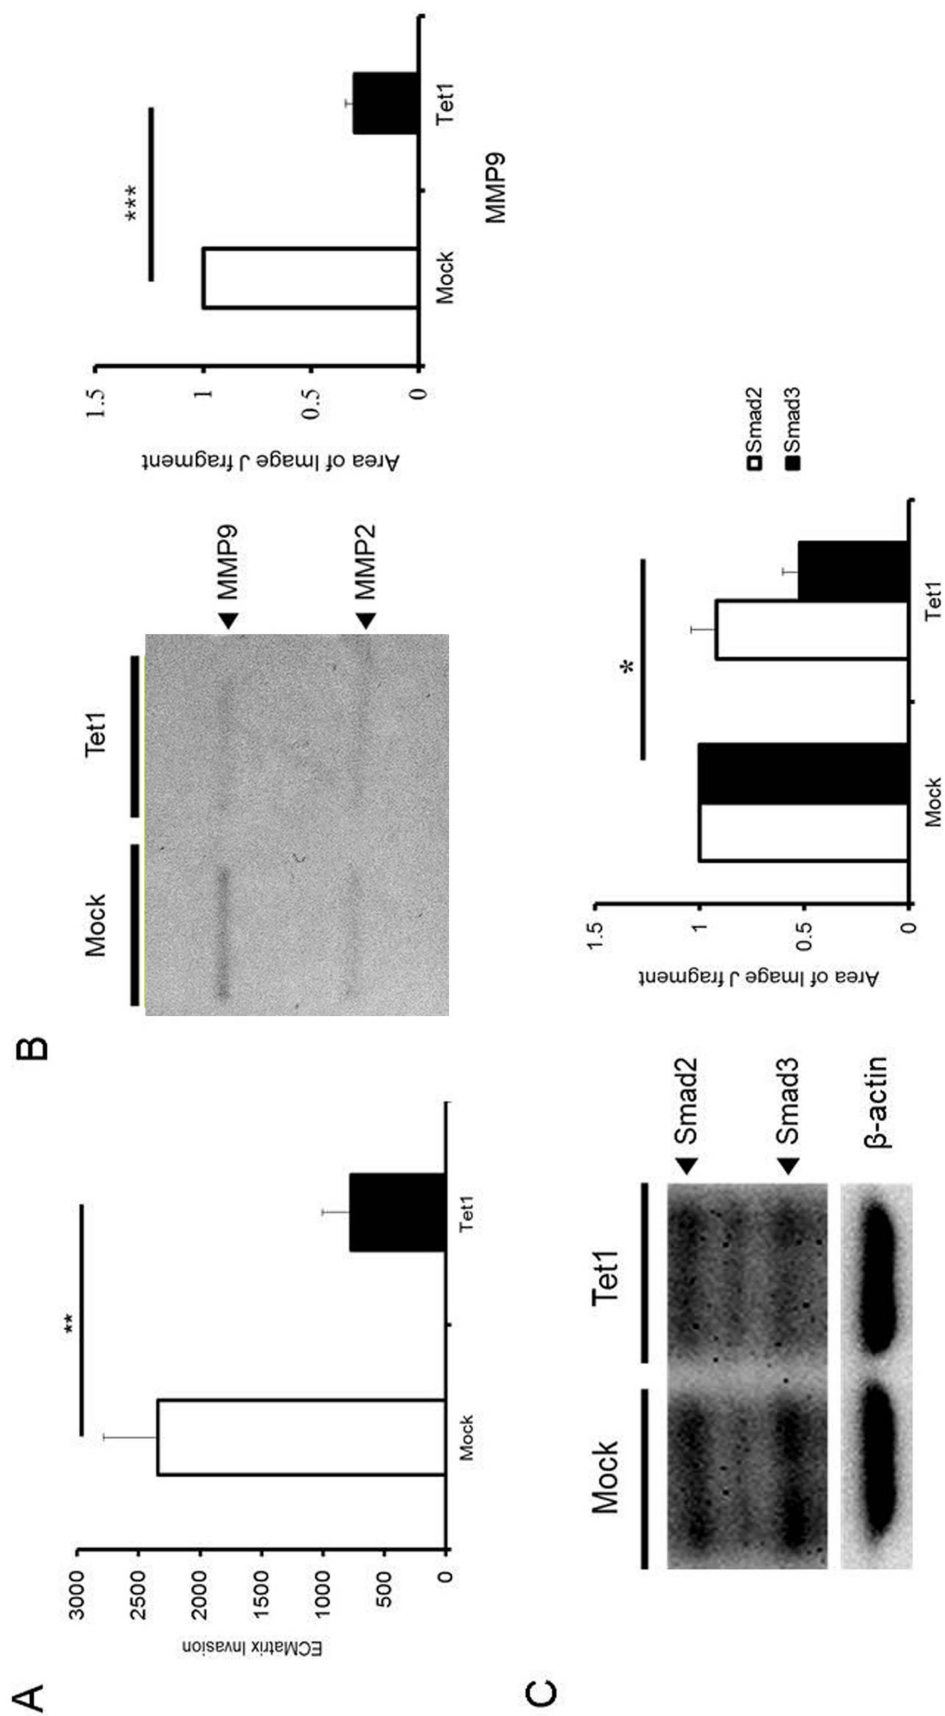 A
ECMatrix Invasion
3000
2500
2000
1500
1000
500
0
**
Mock
Tet1
B
Mock
Tet1
MMP9
MMP2
Area of Image J fragment
1.5
1
0.5
0
***
Mock
Tet1
MMP9
C
Mock
Tet1
Smad2
Smad3
β-actin
Area of Image J fragment
1.5
1
0.5
0
*
Mock
Tet1
Smad2
Smad3